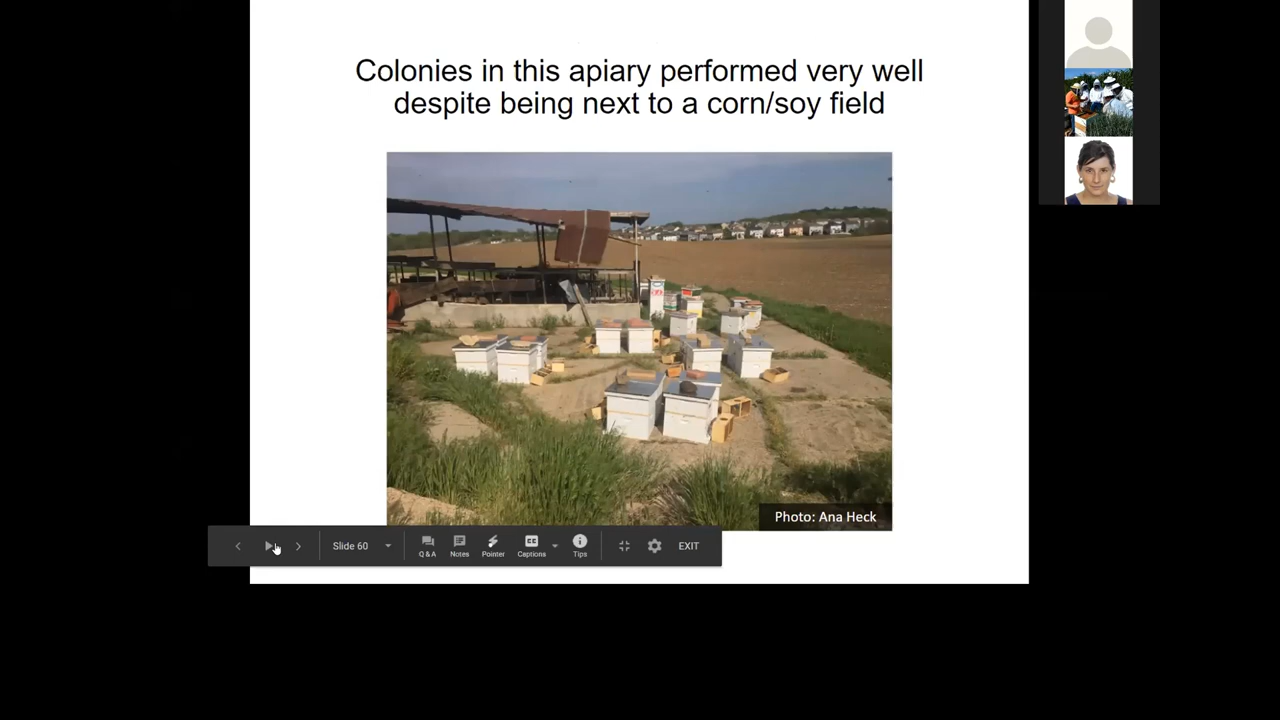 Colonies in this apiary performed very well
despite being next to a corn/soy field
Photo: Ana Heck
Slide 60
Q & A
Notes
Pointer
CC
Captions
Tips
EXIT